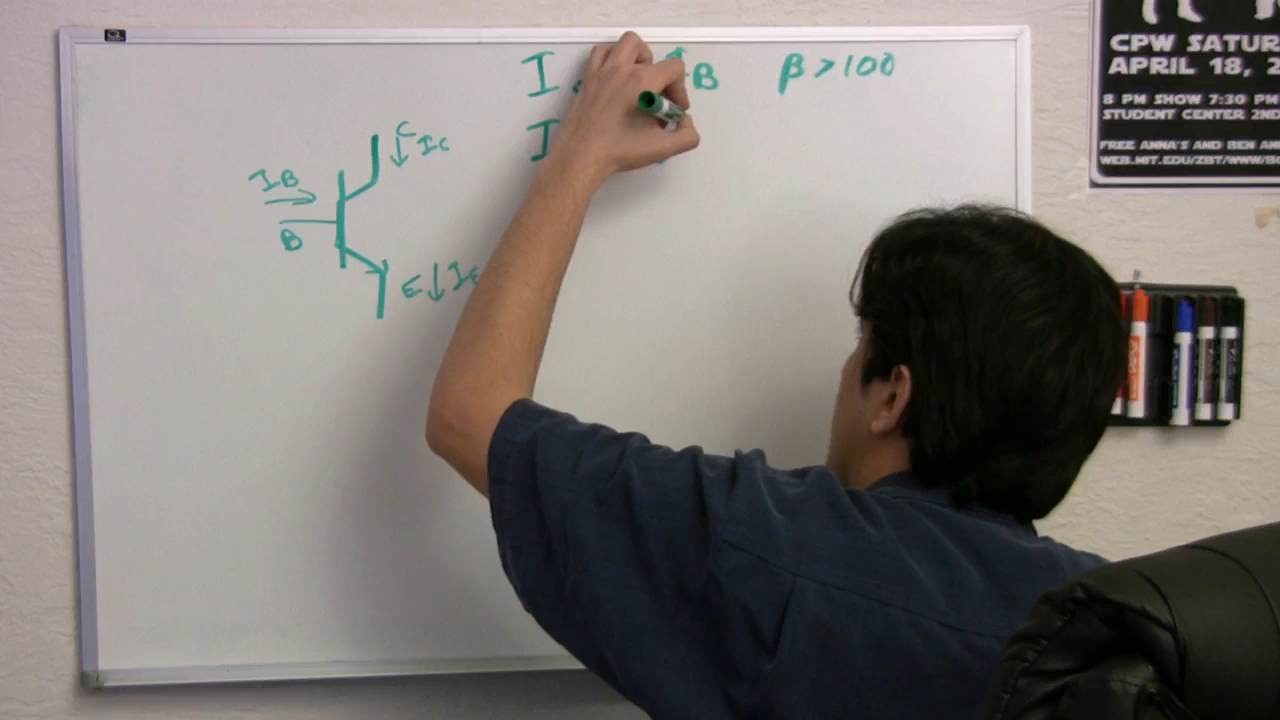 I B β > 100
I
C
IC
IB
B
E IE
CPW SATUR
APRIL 18, 2
8 PM SHOW 7:30 PM
STUDENT CENTER 2ND
FREE ANNA'S AND BEN AN
WEB.MIT.EDU/ZBT/WWW/BO